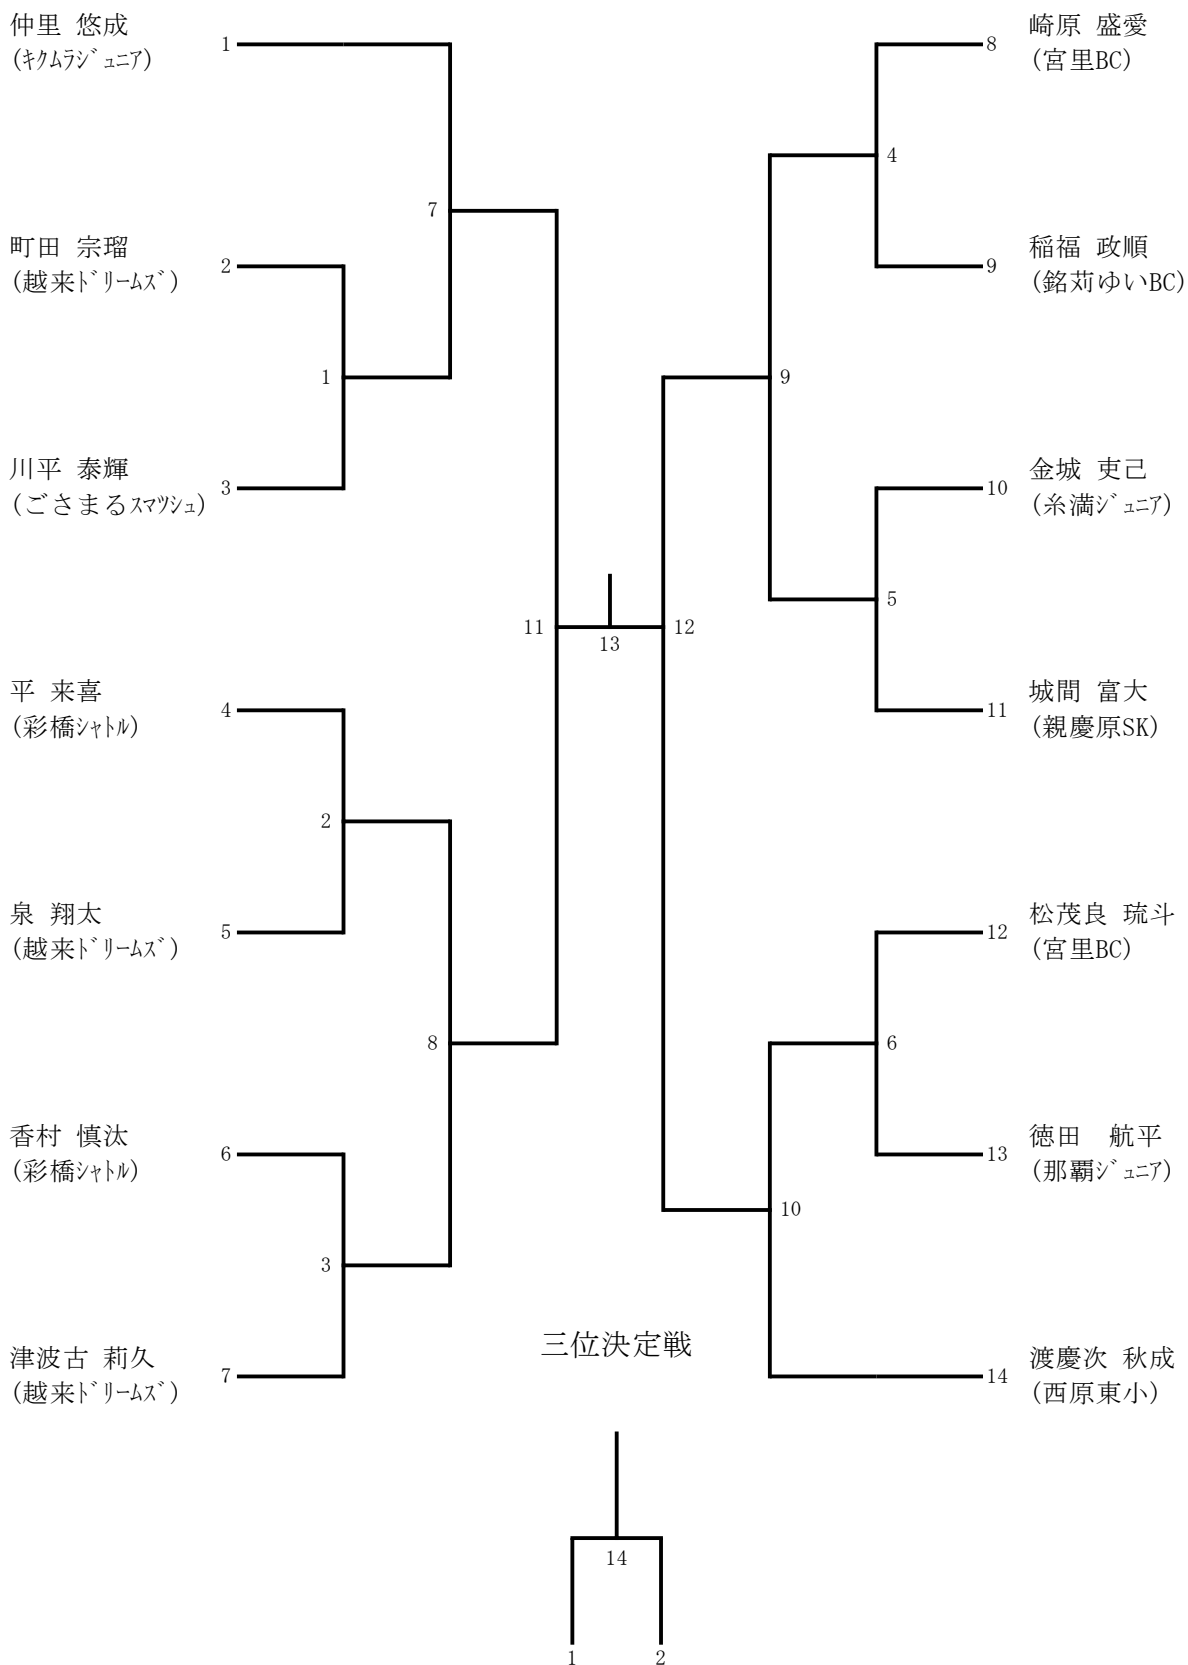 仲里 悠成
(ｷｸﾑﾗｼﾞｭﾆｱ)
1
町田 宗瑠
(越来ﾄﾞﾘｰﾑｽﾞ)
2
川平 泰輝
(ごさまるｽﾏｯｼｭ)
3
平 来喜
(彩橋ｼｬﾄﾙ)
4
泉 翔太
(越来ﾄﾞﾘｰﾑｽﾞ)
5
香村 慎汰
(彩橋ｼｬﾄﾙ)
6
津波古 莉久
(越来ﾄﾞﾘｰﾑｽﾞ)
7
1
2
3
7
8
11
13
12
9
10
4
5
6
8
崎原 盛愛
(宮里BC)
9
稲福 政順
(銘苅ゆいBC)
10
金城 吏己
(糸満ｼﾞｭﾆｱ)
11
城間 富大
(親慶原SK)
12
松茂良 琉斗
(宮里BC)
13
徳田　航平
(那覇ｼﾞｭﾆｱ)
14
渡慶次 秋成
(西原東小)
三位決定戦
14
1
2